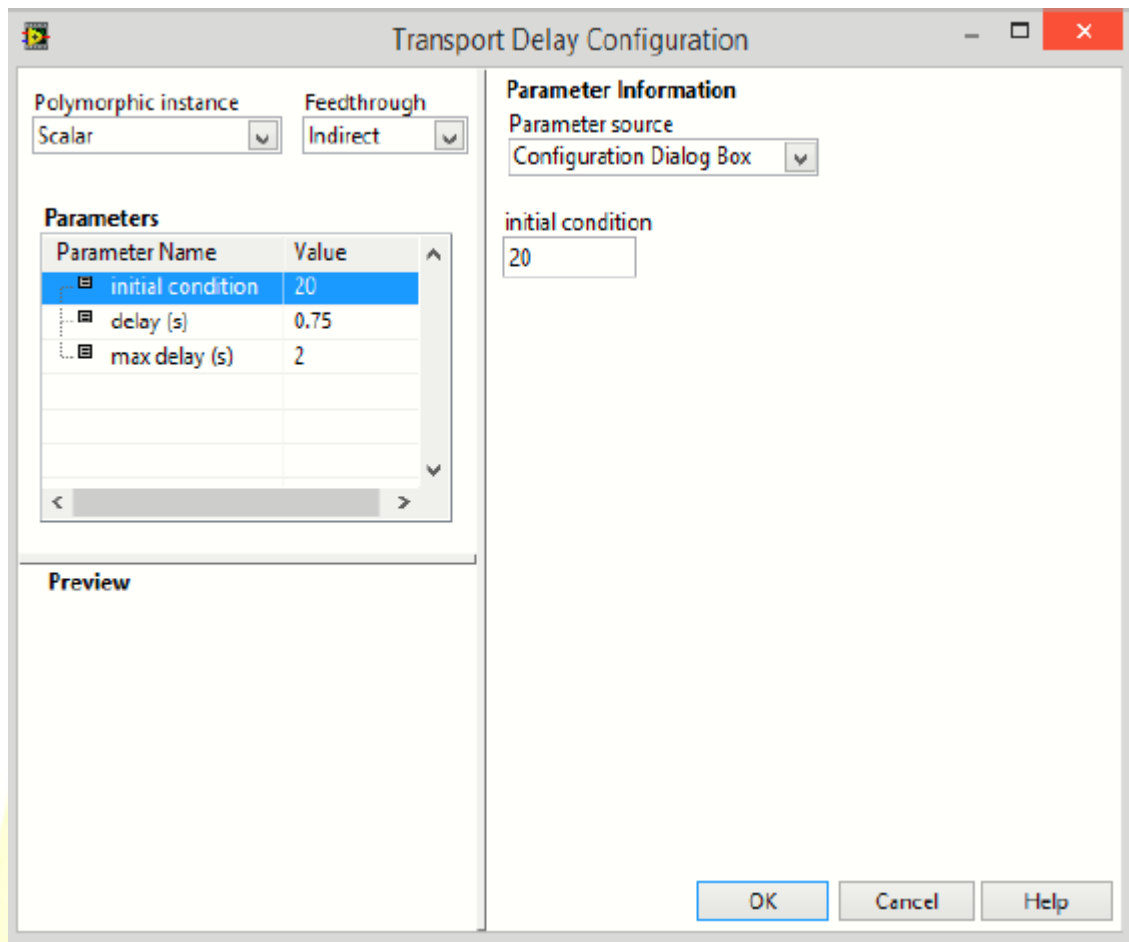 Transport Delay Configuration
Polymorphic instance
Feedthrough
Scalar
Indirect
Parameters
Parameter Name Value
initial condition 20
delay (s) 0.75
max delay (s) 2
Preview
Parameter Information
Parameter source
Configuration Dialog Box
initial condition
20
OK Cancel Help